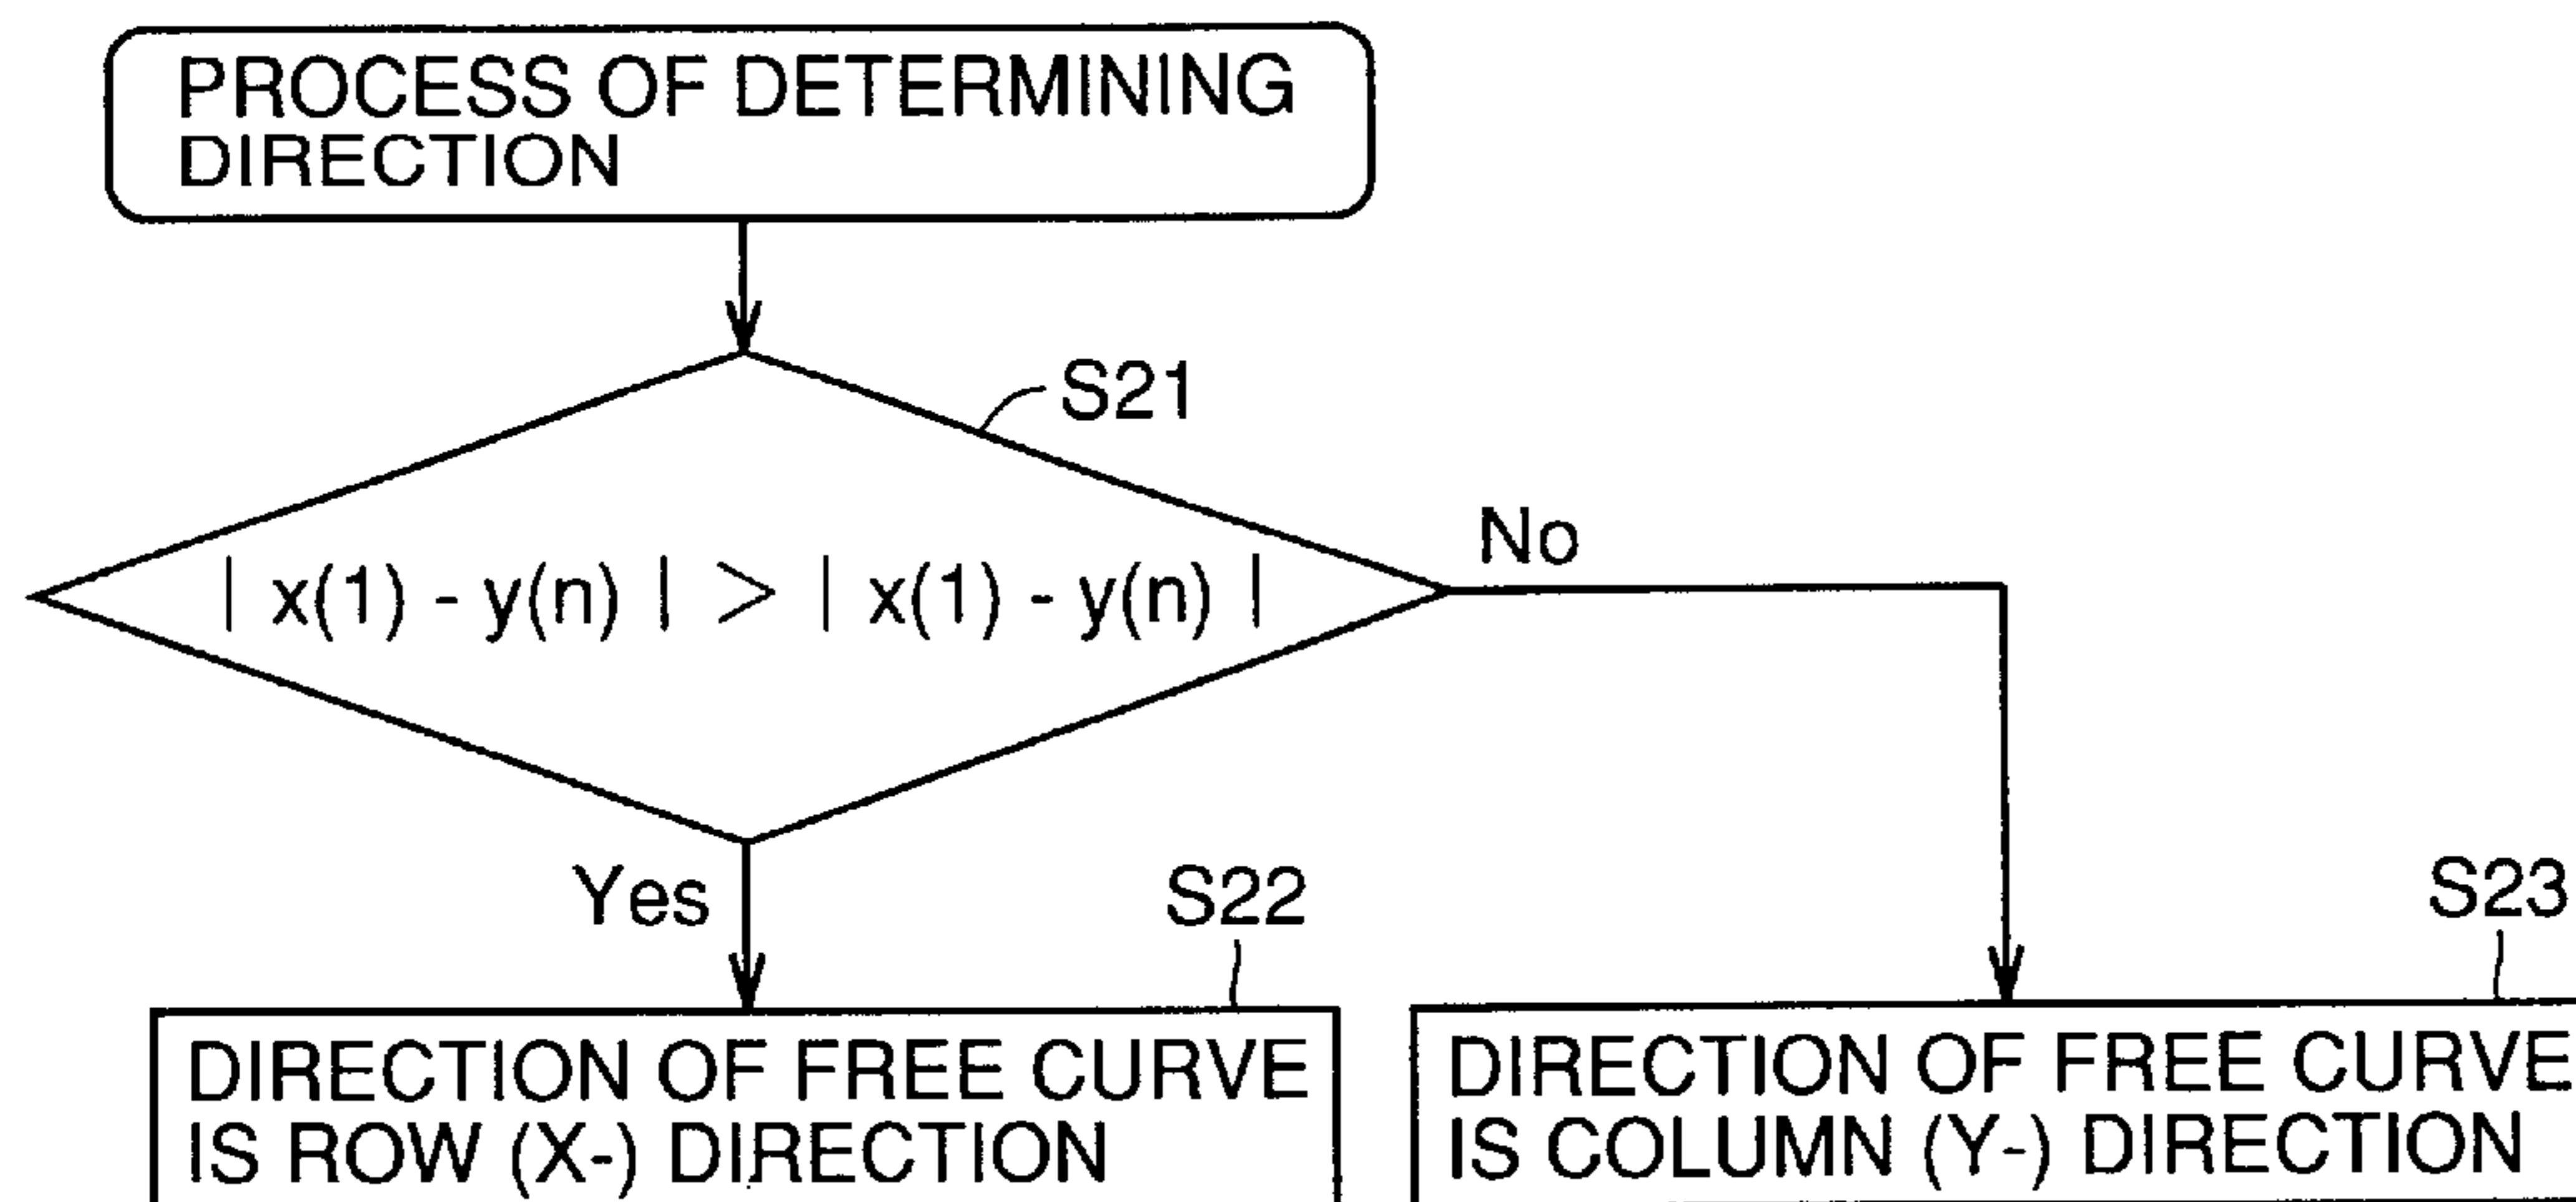 PROCESS OF DETERMINING
DIRECTION
S21
| x(1) - y(n) | > | x(1) - y(n) |
No
Yes
S22
S23
DIRECTION OF FREE CURVE
IS ROW (X-) DIRECTION
DIRECTION OF FREE CURVE
IS COLUMN (Y-) DIRECTION